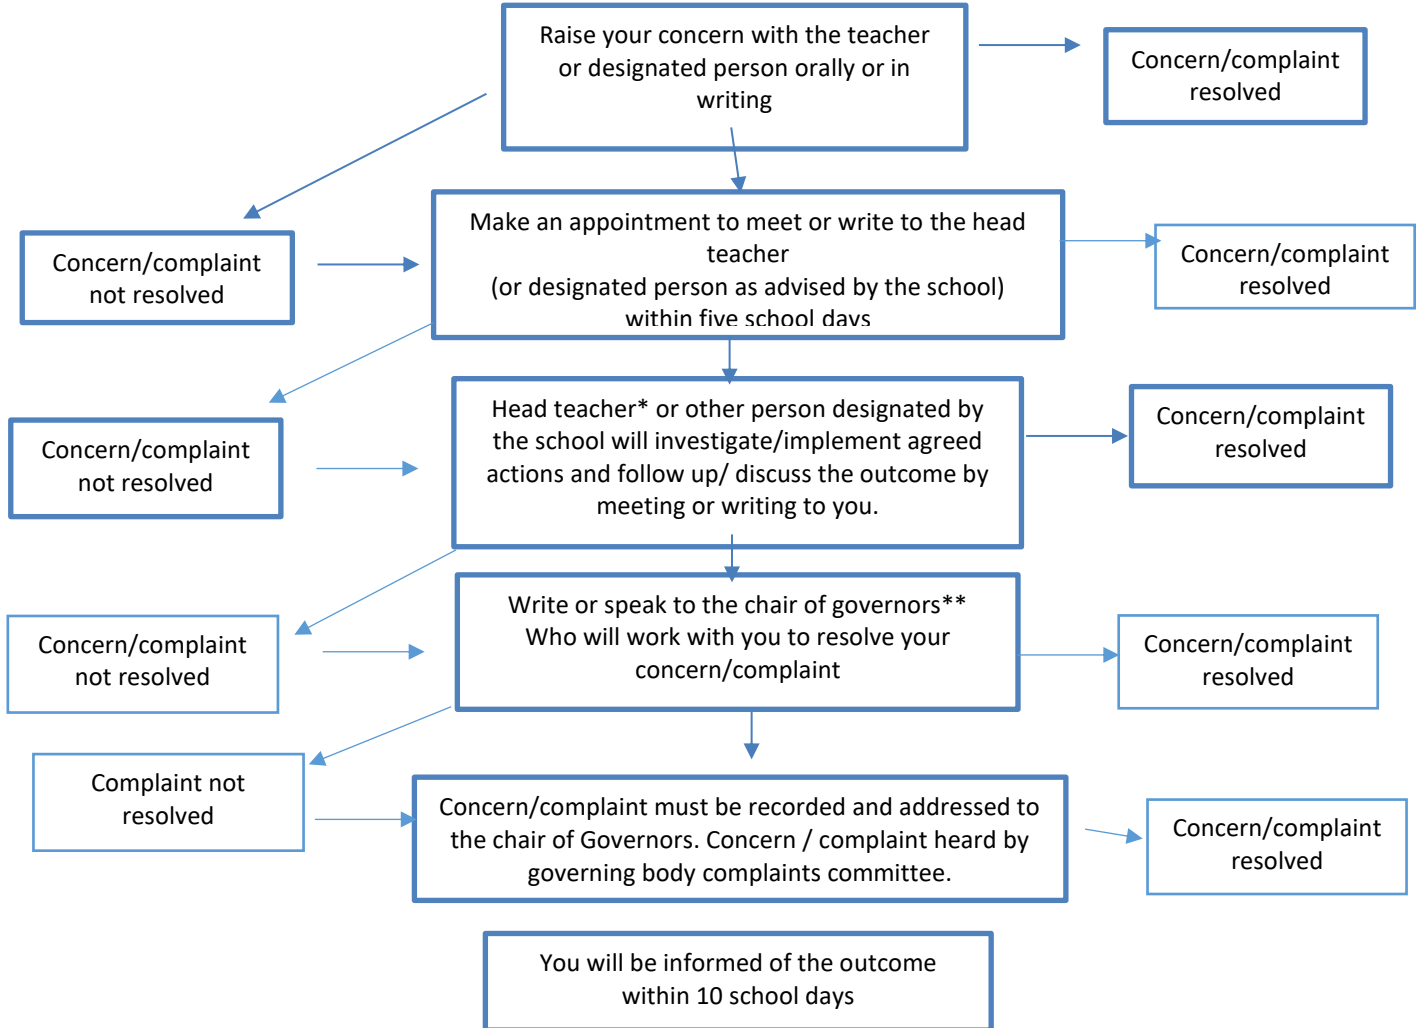 Raise your concern with the teacher
or designated person orally or in
writing
Concern/complaint
resolved
Make an appointment to meet or write to the head
teacher
(or designated person as advised by the school)
within five school days
Concern/complaint
not resolved
Concern/complaint
resolved
Head teacher* or other person designated by
the school will investigate/implement agreed
actions and follow up/ discuss the outcome by
meeting or writing to you.
Concern/complaint
not resolved
Concern/complaint
resolved
Write or speak to the chair of governors**
Who will work with you to resolve your
concern/complaint
Concern/complaint
not resolved
Concern/complaint
resolved
Complaint not
resolved
Concern/complaint must be recorded and addressed to
the chair of Governors. Concern / complaint heard by
governing body complaints committee.
Concern/complaint
resolved
You will be informed of the outcome
within 10 school days